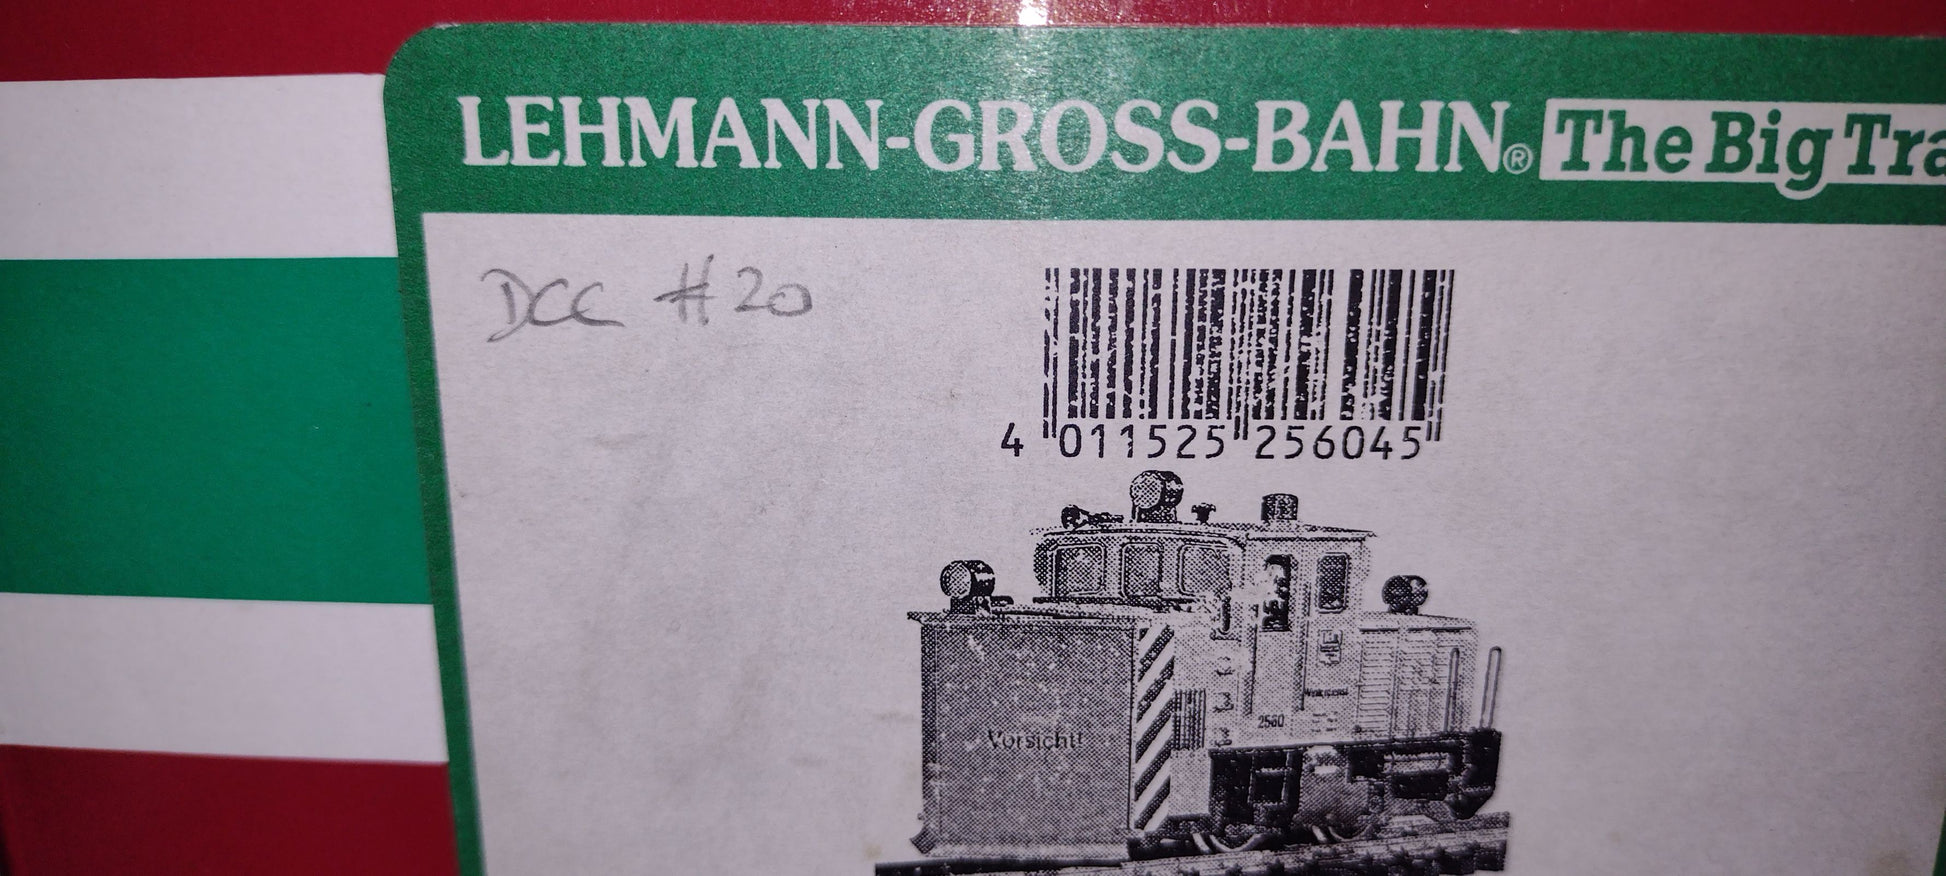 LEHMANN-GROSS-BAHN® The Big Tra
DCC #20
4 011525 256045
Vorsicht!
2560